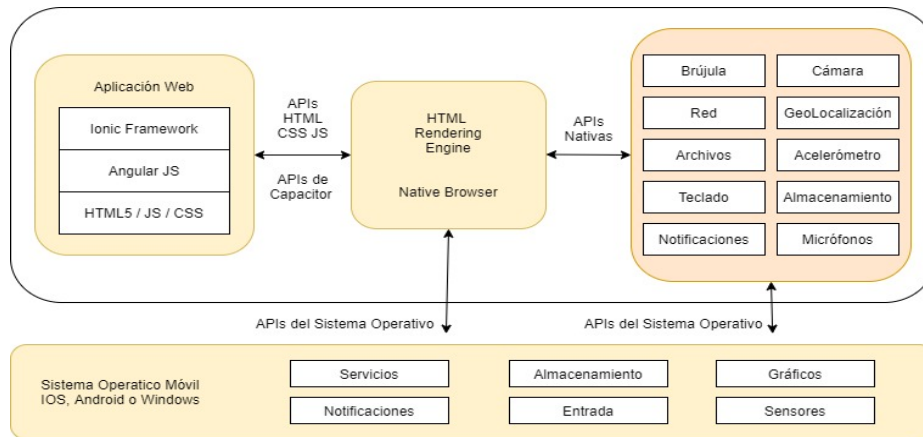 Aplicación Web
Ionic Framework
Angular JS
HTML5 / JS / CSS
APIs
HTML
CSS JS
APIs de
Capacitor
HTML
Rendering
Engine
Native Browser
APIs
Nativas
Brújula
Cámara
Red
GeoLocalización
Archivos
Acelerómetro
Teclado
Almacenamiento
Notificaciones
Micrófonos
APIs del Sistema Operativo
APIs del Sistema Operativo
Sistema Operatico Móvil
IOS, Android o Windows
Servicios
Almacenamiento
Gráficos
Notificaciones
Entrada
Sensores